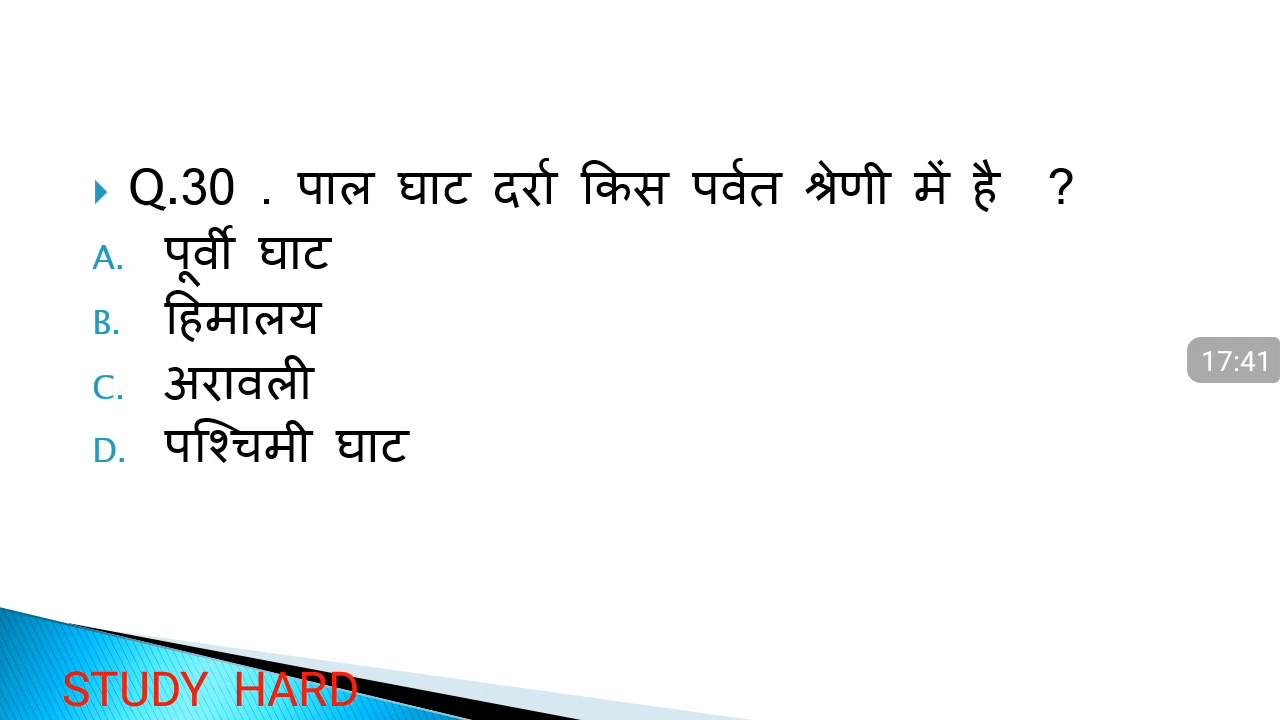 Q.30 . पाल घाट दर्रा किस पर्वत श्रेणी में है ?
A. पूर्वी घाट
B. हिमालय
C. अरावली
17:41
D. पश्चिमी घाट
STUDY HARD